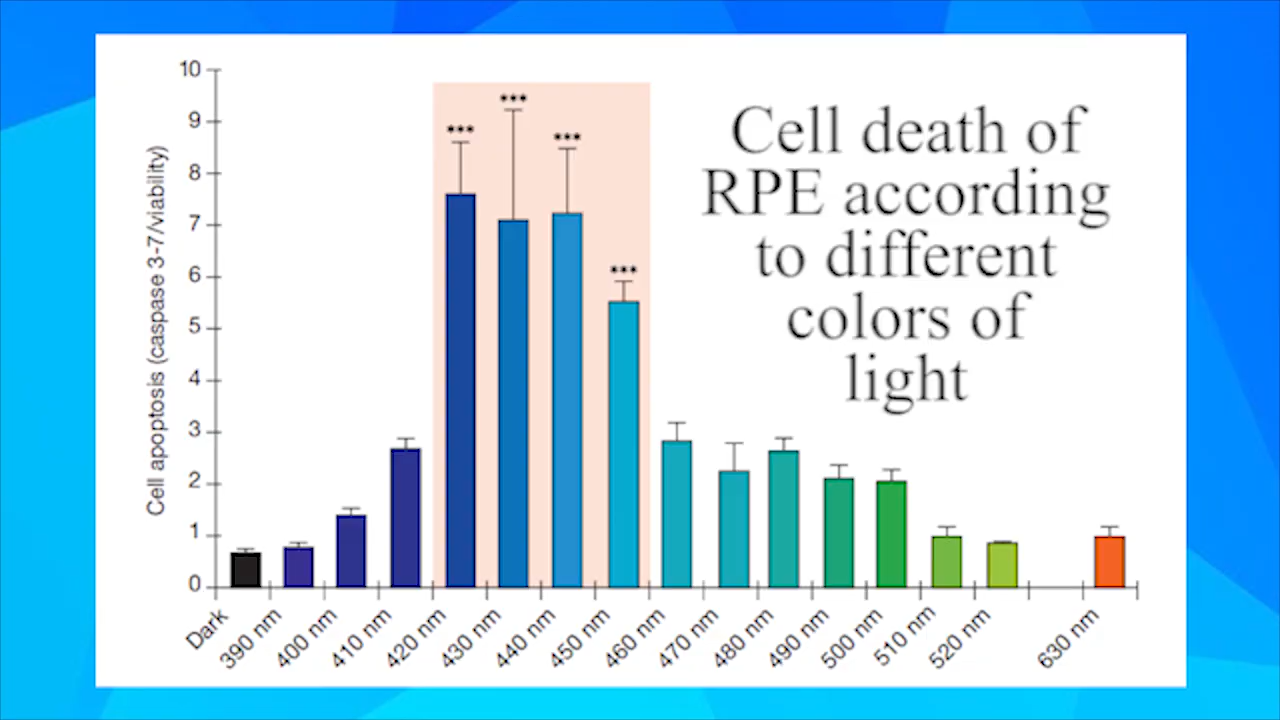 10
9
8
7
6
5
4
3
2
1
0
Cell apoptosis (caspase 3-7/viability)
***
***
***
***
Cell death of
RPE according
to different
colors of
light
Dark
390 nm
400 nm
410 nm
420 nm
430 nm
440 nm
450 nm
460 nm
470 nm
480 nm
490 nm
500 nm
510 nm
520 nm
630 nm